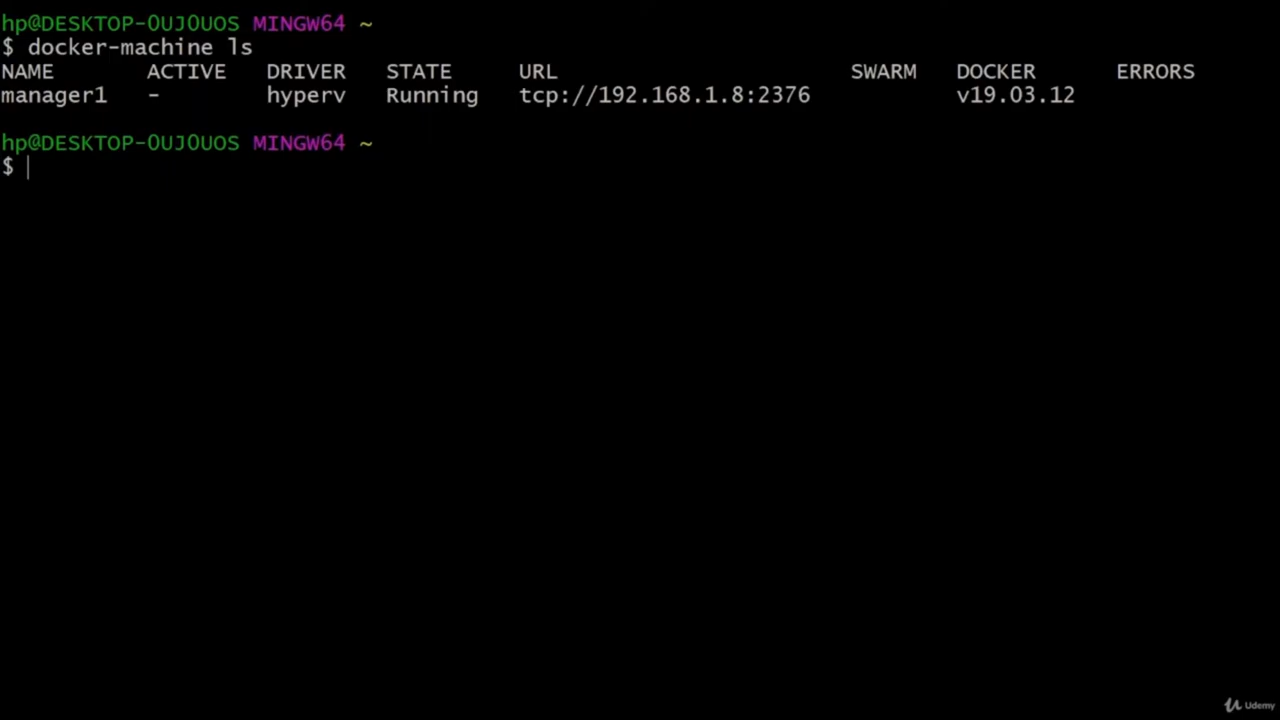 hp@DESKTOP-0UJ0UOS MINGW64 ~
$ docker-machine ls
NAME ACTIVE DRIVER STATE URL SWARM DOCKER ERRORS
manager1 - hyperv Running tcp://192.168.1.8:2376 v19.03.12
hp@DESKTOP-0UJ0UOS MINGW64 ~
$
Udemy